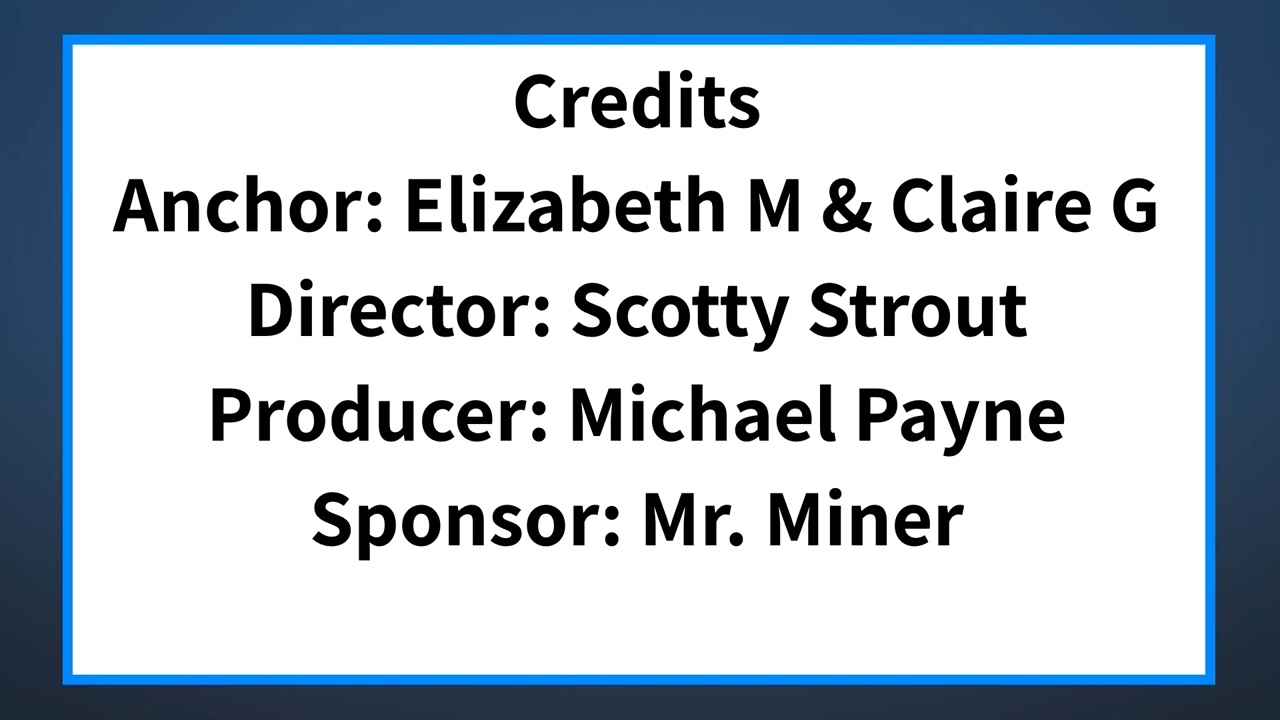 Credits
Anchor: Elizabeth M & Claire G
Director: Scotty Strout
Producer: Michael Payne
Sponsor: Mr. Miner